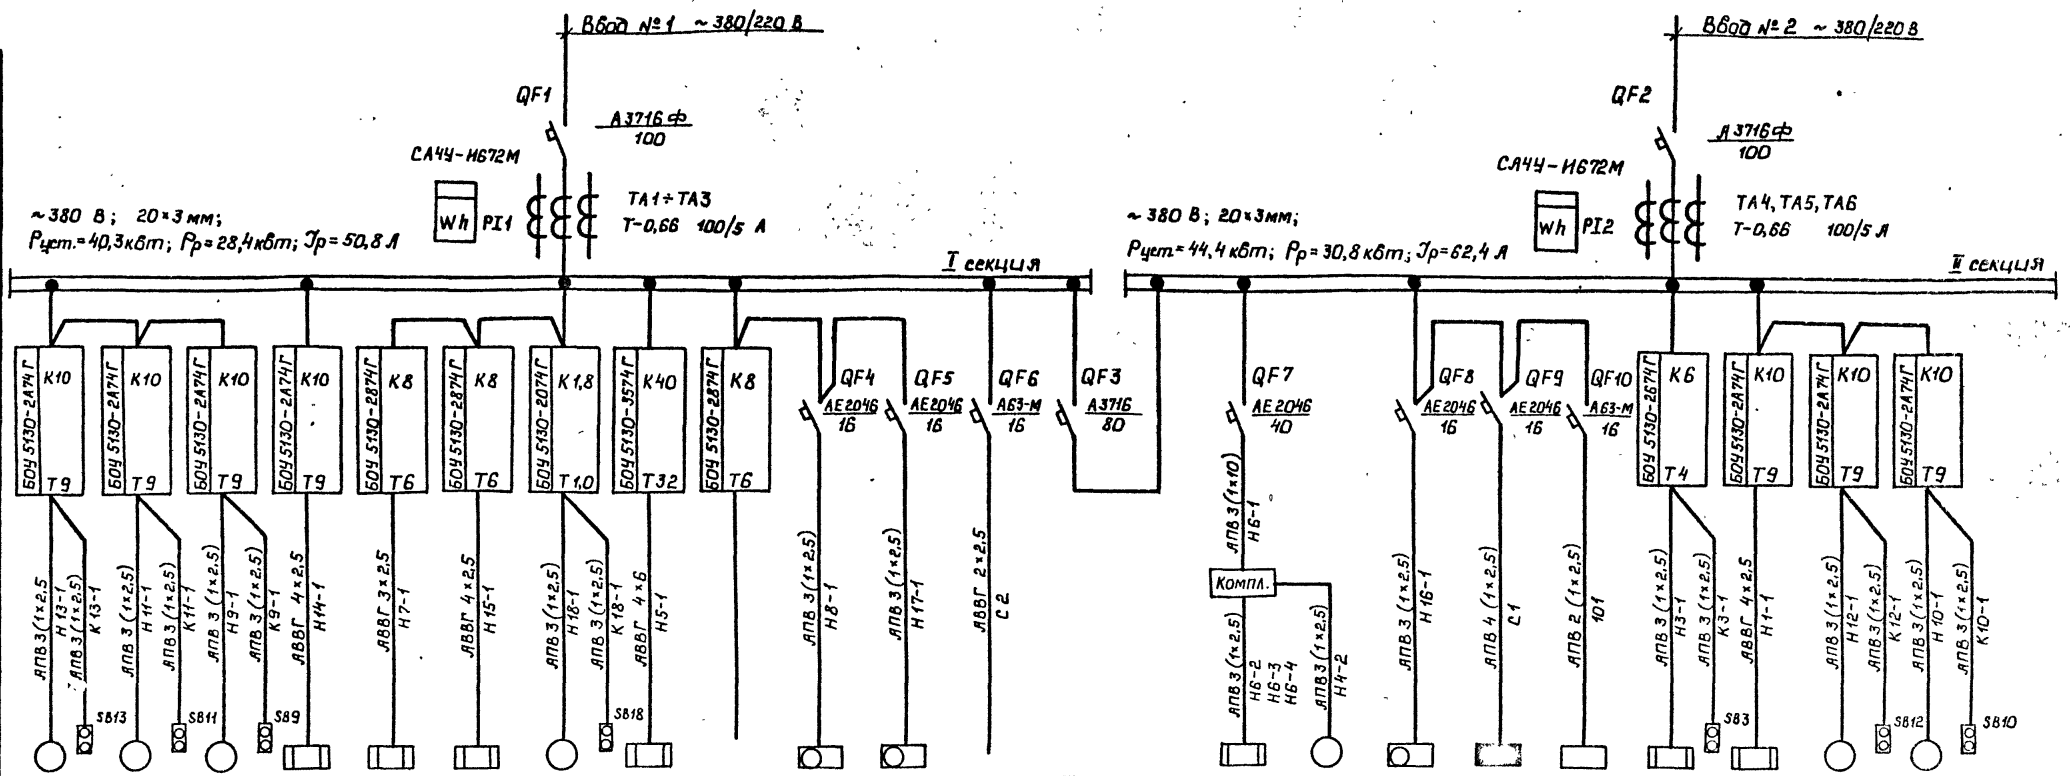 Ввод №1 ~380/220 В
QF1
А3716Ф
100
СА4У-И672М
Wh
PI1
ТА1÷ТА3
Т-0,66 100/5 А
~380 В; 20×3мм;
Руст.=40,3кВт; Рр=28,4кВт; Iр=50,8 А
I секция
Ввод №2 ~380/220В
QF2
А3716Ф
100
СА4У-И672М
Wh
PI2
ТА4, ТА5, ТА6
Т-0,66 100/5 А
~380 В; 20×3мм;
Руст=44,4 кВт; Рр=30,8 кВт; Iр=62,4 А
II секция
БОУ 5130-2А74Г
К10
Т9
БОУ 5130-2А74Г
К10
Т9
БОУ 5130-2А74Г
К10
Т9
БОУ 5130-2А74Г
К10
Т9
БОУ 5130-2874Г
К8
Т6
БОУ 5130-2874Г
К8
Т6
БОУ 5130-2074Г
К1,8
Т1,0
БОУ 5130-3574Г
К40
Т32
БОУ 5130-2874Г
К8
Т6
QF4
АЕ2046
16
QF5
АЕ2046
16
QF6
А63-М
16
QF3
А3716
80
QF7
АЕ2046
40
QF8
АЕ2046
16
QF9
АЕ2046
16
QF10
А63-М
16
БОУ 5130-2674Г
К6
Т4
БОУ 5130-2А74Г
К10
Т9
БОУ 5130-2А74Г
К10
Т9
БОУ 5130-2А74Г
К10
Т9
АПВ 3(1×2,5)
Н13-1
АПВ 3(1×2,5)
К13-1
АПВ 3(1×2,5)
Н11-1
АПВ 3(1×2,5)
К11-1
АПВ 3(1×2,5)
Н9-1
АПВ 3(1×2,5)
К9-1
АВВГ 4×2,5
Н14-1
АВВГ 3×2,5
Н7-1
АВВГ 4×2,5
Н15-1
АПВ 3(1×2,5)
Н18-1
АПВ 3(1×2,5)
К18-1
АВВГ 4×6
Н5-1
АПВ 3(1×2,5)
Н8-1
АПВ 3(1×2,5)
Н17-1
АВВГ 2×2,5
С2
АПВ 3(1×10)
Н6-1
Компл.
АПВ 3(1×2,5)
Н6-2
Н6-3
Н6-4
АПВ 3(1×2,5)
Н4-2
АПВ 3(1×2,5)
Н16-1
АПВ 4(1×2,5)
С1
АПВ 2(1×2,5)
101
АПВ 3(1×2,5)
Н3-1
АПВ 3(1×2,5)
К3-1
АВВГ 4×2,5
Н1-1
АПВ 3(1×2,5)
Н12-1
АПВ 3(1×2,5)
К12-1
АПВ 3(1×2,5)
Н10-1
АПВ 3(1×2,5)
К10-1
SB13
SB11
SB9
SB18
SB3
SB12
SB10